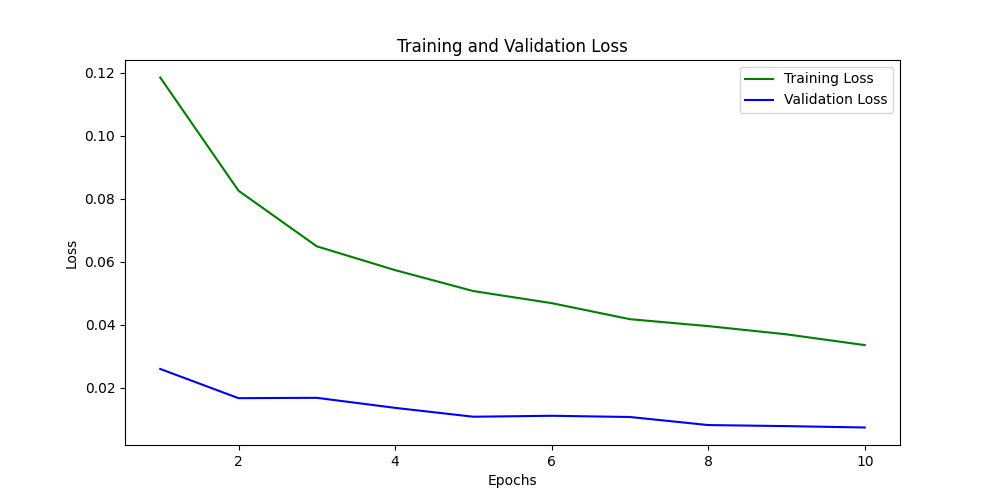 Training and Validation Loss
Training Loss
Validation Loss
0.12
0.10
0.08
0.06
0.04
0.02
Loss
2 4 6 8 10
Epochs